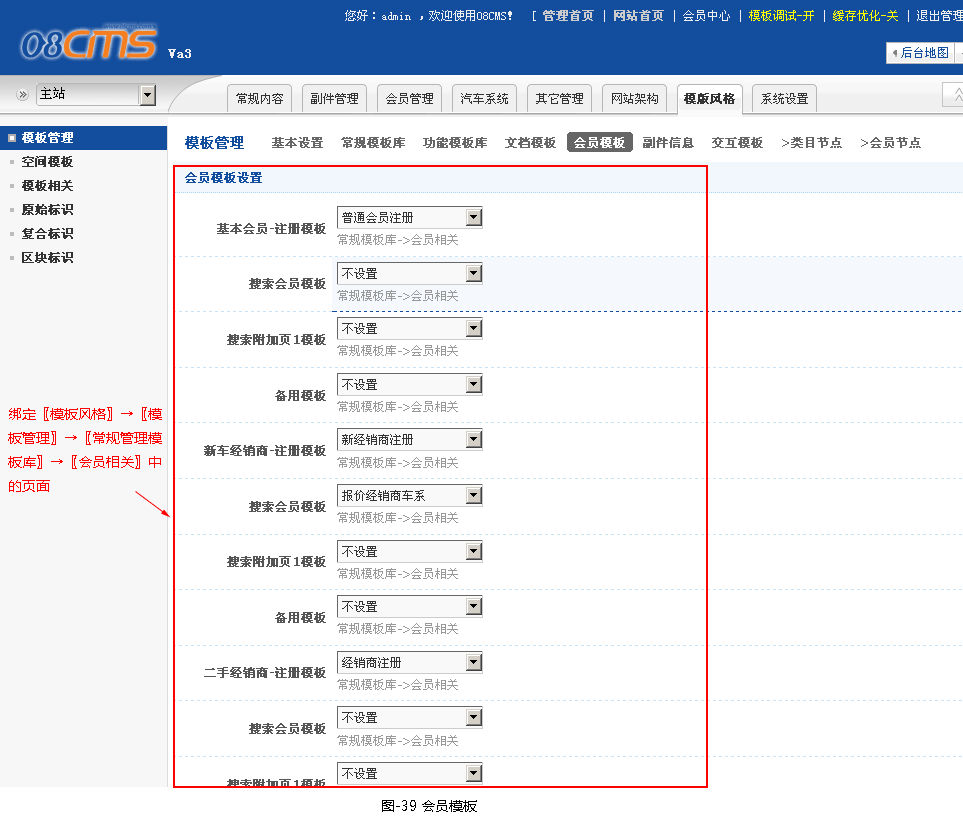 您好：admin ，欢迎使用08CMS！ [ 管理首页 | 网站首页 | 会员中心 | 模板调试-开 | 缓存优化-关 | 退出管理
08CMS Va3
后台地图
主站
常规内容 副件管理 会员管理 汽车系统 其它管理 网站架构 模版风格 系统设置
模板管理
空间模板
模板相关
原始标识
复合标识
区块标识
模板管理 基本设置 常规模板库 功能模板库 文档模板 会员模板 副件信息 交互模板 >类目节点 >会员节点
会员模板设置
基本会员-注册模板 普通会员注册
常规模板库->会员相关
搜索会员模板 不设置
常规模板库->会员相关
搜索附加页1模板 不设置
常规模板库->会员相关
备用模板 不设置
常规模板库->会员相关
新车经销商-注册模板 新经销商注册
常规模板库->会员相关
搜索会员模板 报价经销商车系
常规模板库->会员相关
搜索附加页1模板 不设置
常规模板库->会员相关
备用模板 不设置
常规模板库->会员相关
二手经销商-注册模板 经销商注册
常规模板库->会员相关
搜索会员模板 不设置
常规模板库->会员相关
搜索附加页1模板 不设置
绑定〖模板风格〗→〖模
板管理〗→〖常规管理模
板库〗→〖会员相关〗中
的页面
图-39 会员模板